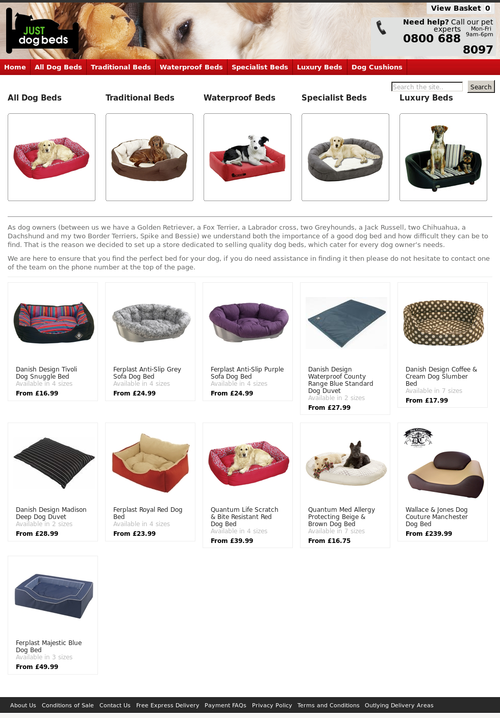 View Basket 0
JUST
dog beds
Need help? Call our pet
experts
Mon-Fri
9am-6pm
0800 688
8097
Home
All Dog Beds
Traditional Beds
Waterproof Beds
Specialist Beds
Luxury Beds
Dog Cushions
Search the site..
Search
All Dog Beds
Traditional Beds
Waterproof Beds
Specialist Beds
Luxury Beds
As dog owners (between us we have a Golden Retriever, a Fox Terrier, a Labrador cross, two Greyhounds, a Jack Russell, two Chihuahua, a
Dachshund and my two Border Terriers, Spike and Bessie) we understand both the importance of a good dog bed and how difficult they can be to
find. That is the reason we decided to set up a store dedicated to selling quality dog beds, which cater for every dog owner's needs.
We are here to ensure that you find the perfect bed for your dog, if you do need assistance in finding it then please do not hesitate to contact one
of the team on the phone number at the top of the page.
Danish Design Tivoli
Dog Snuggle Bed
Available in 4 sizes
From £16.99
Ferplast Anti-Slip Grey
Sofa Dog Bed
Available in 4 sizes
From £24.99
Ferplast Anti-Slip Purple
Sofa Dog Bed
Available in 4 sizes
From £24.99
Danish Design
Waterproof County
Range Blue Standard
Dog Duvet
Available in 2 sizes
From £27.99
Danish Design Coffee &
Cream Dog Slumber
Bed
Available in 7 sizes
From £17.99
Danish Design Madison
Deep Dog Duvet
Available in 2 sizes
From £28.99
Ferplast Royal Red Dog
Bed
Available in 4 sizes
From £23.99
Quantum Life Scratch
& Bite Resistant Red
Dog Bed
Available in 4 sizes
From £39.99
Quantum Med Allergy
Protecting Beige &
Brown Dog Bed
Available in 7 sizes
From £16.75
Wallace & Jones Dog
Couture Manchester
Dog Bed
From £239.99
Ferplast Majestic Blue
Dog Bed
Available in 3 sizes
From £49.99
About Us
Conditions of Sale
Contact Us
Free Express Delivery
Payment FAQs
Privacy Policy
Terms and Conditions
Outlying Delivery Areas